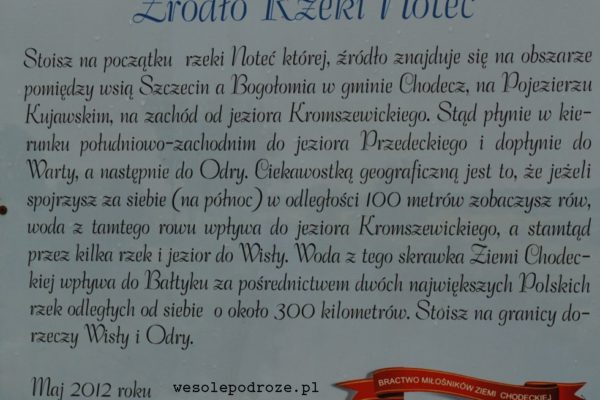 Źródło Rzeki Noteć
Stoisz na początku rzeki Noteć której, źródło znajduje się na obszarze
pomiędzy wsią Szczecin a Bogołomia w gminie Chodecz, na Pojezierzu
Kujawskim, na zachód od jeziora Kromszewickiego. Stąd płynie w kie-
runku południowo-zachodnim do jeziora Przedeckiego i dopłynie do
Warty, a następnie do Odry. Ciekawostką geograficzną jest to, że jeżeli
spojrzysz za siebie (na północ) w odległości 100 metrów zobaczysz rów,
woda z tamtego rowu wpływa do jeziora Kromszewickiego, a stamtąd
przez kilka rzek i jezior do Wisły. Woda z tego skrawka Ziemi Chodec-
kiej wpływa do Bałtyku za pośrednictwem dwóch największych Polskich
rzek odległych od siebie o około 300 kilometrów. Stoisz na granicy do-
rzeczy Wisły i Odry.
Maj 2012 roku
wesolepodroze.pl
BRACTWO MIŁOŚNIKÓW ZIEMI CHODECKIEJ